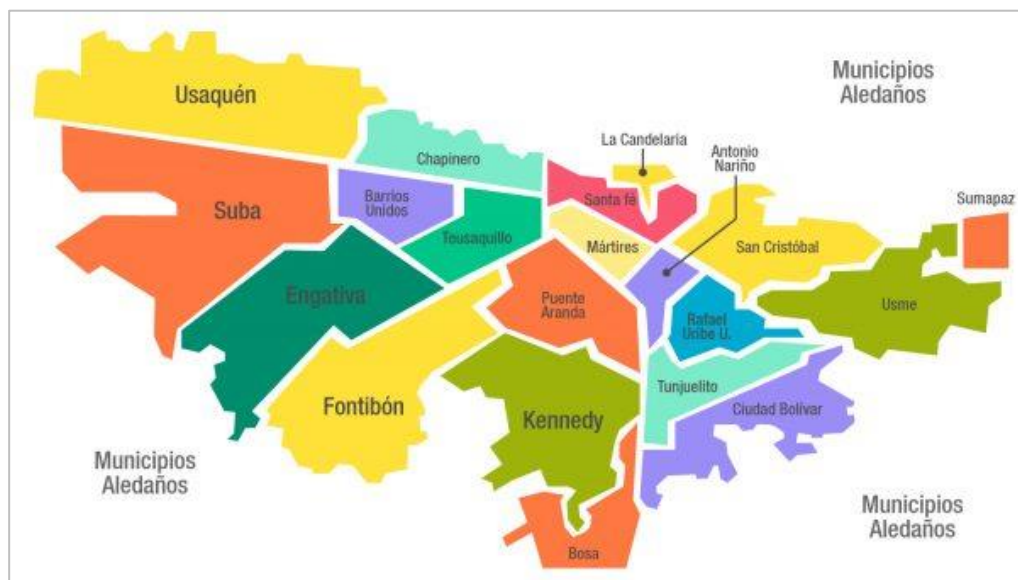 Municipios
Aledaños
Usaquén
La Candelaria
Antonio
Nariño
Chapinero
Sumapaz
Barrios
Unidos
Santa fé
Suba
Teusaquillo
Mártires
San Cristóbal
Engativa
Puente
Aranda
Usme
Rafael
Uribe U.
Fontibón
Tunjuelito
Kennedy
Ciudad Bolívar
Municipios
Aledaños
Municipios
Aledaños
Bosa